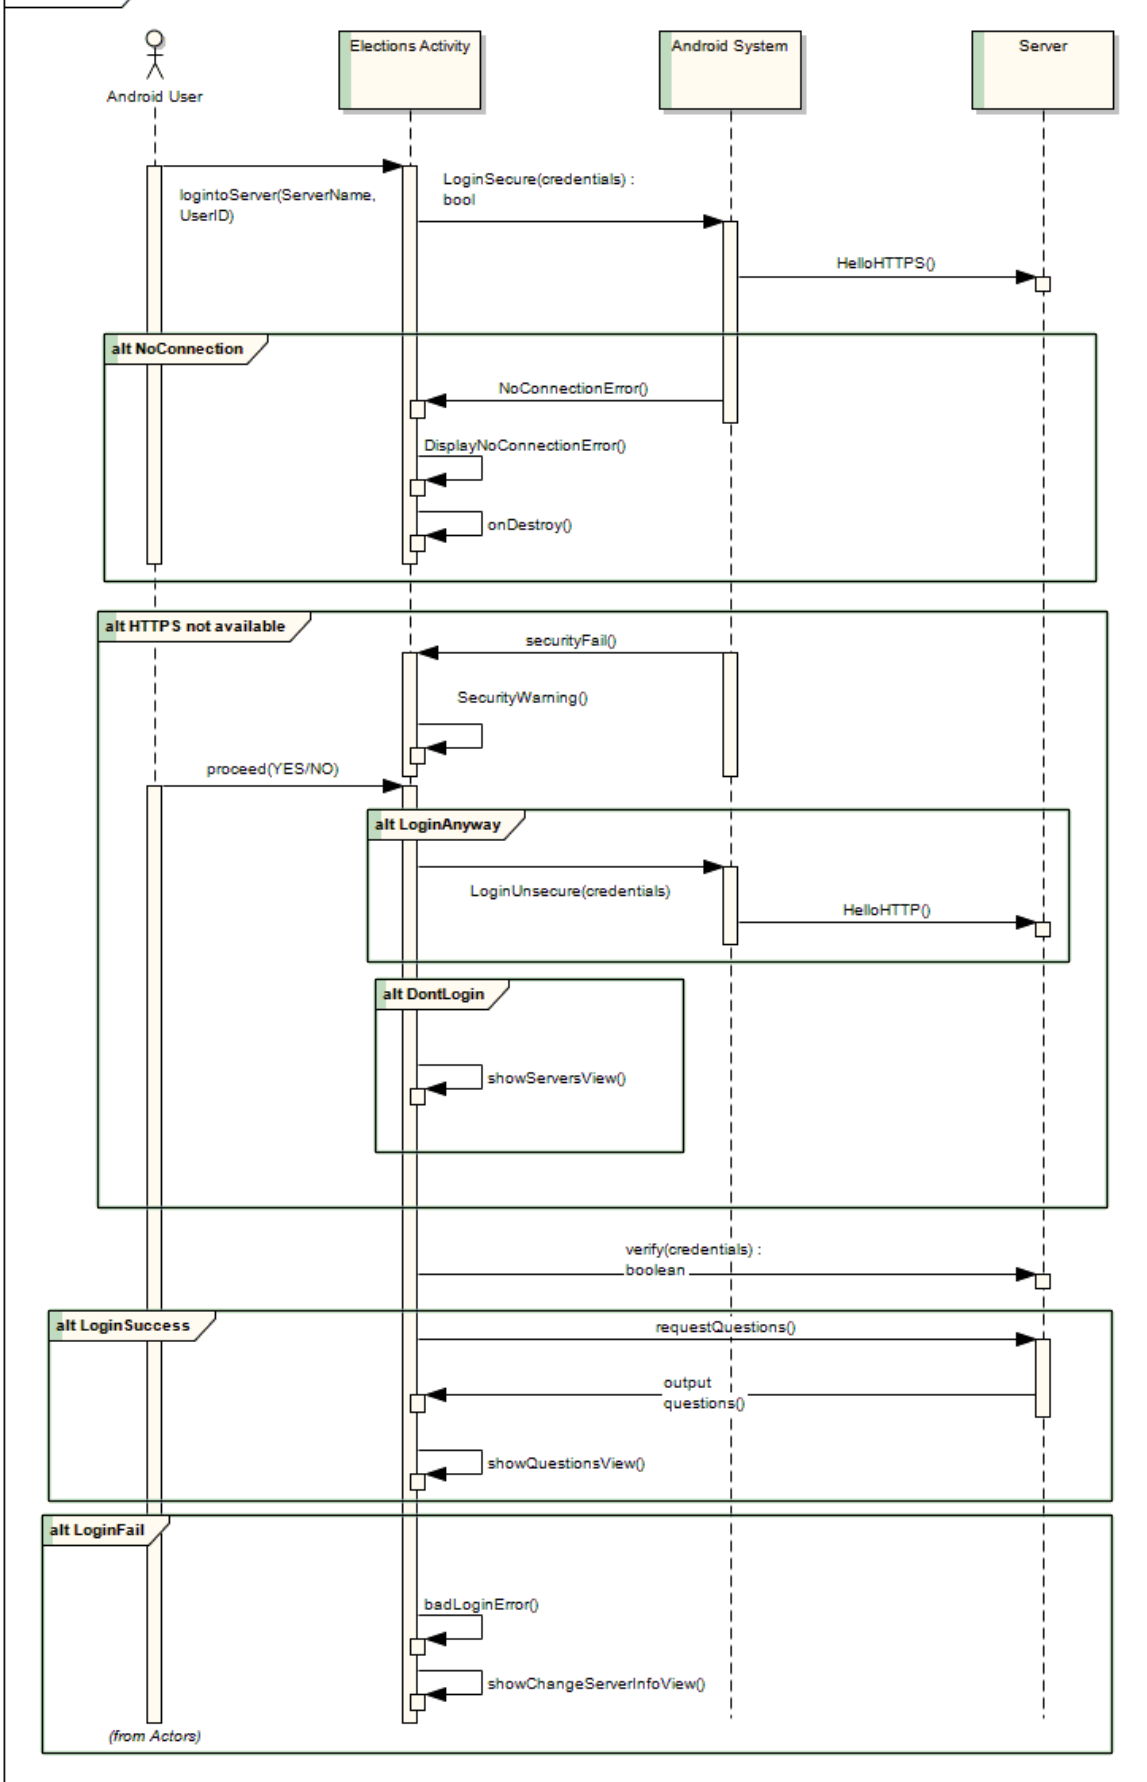 Android User
Elections Activity
Android System
Server
logintoServer(ServerName,
UserID)
LoginSecure(credentials) :
bool
HelloHTTPS()
alt NoConnection
NoConnectionError()
DisplayNoConnectionError()
onDestroy()
alt HTTPS not available
securityFail()
SecurityWarning()
proceed(YES/NO)
alt LoginAnyway
LoginUnsecure(credentials)
HelloHTTP()
alt DontLogin
showServersView()
verify(credentials) :
boolean
alt LoginSuccess
requestQuestions()
output
questions()
showQuestionsView()
alt LoginFail
badLoginError()
showChangeServerInfoView()
(from Actors)